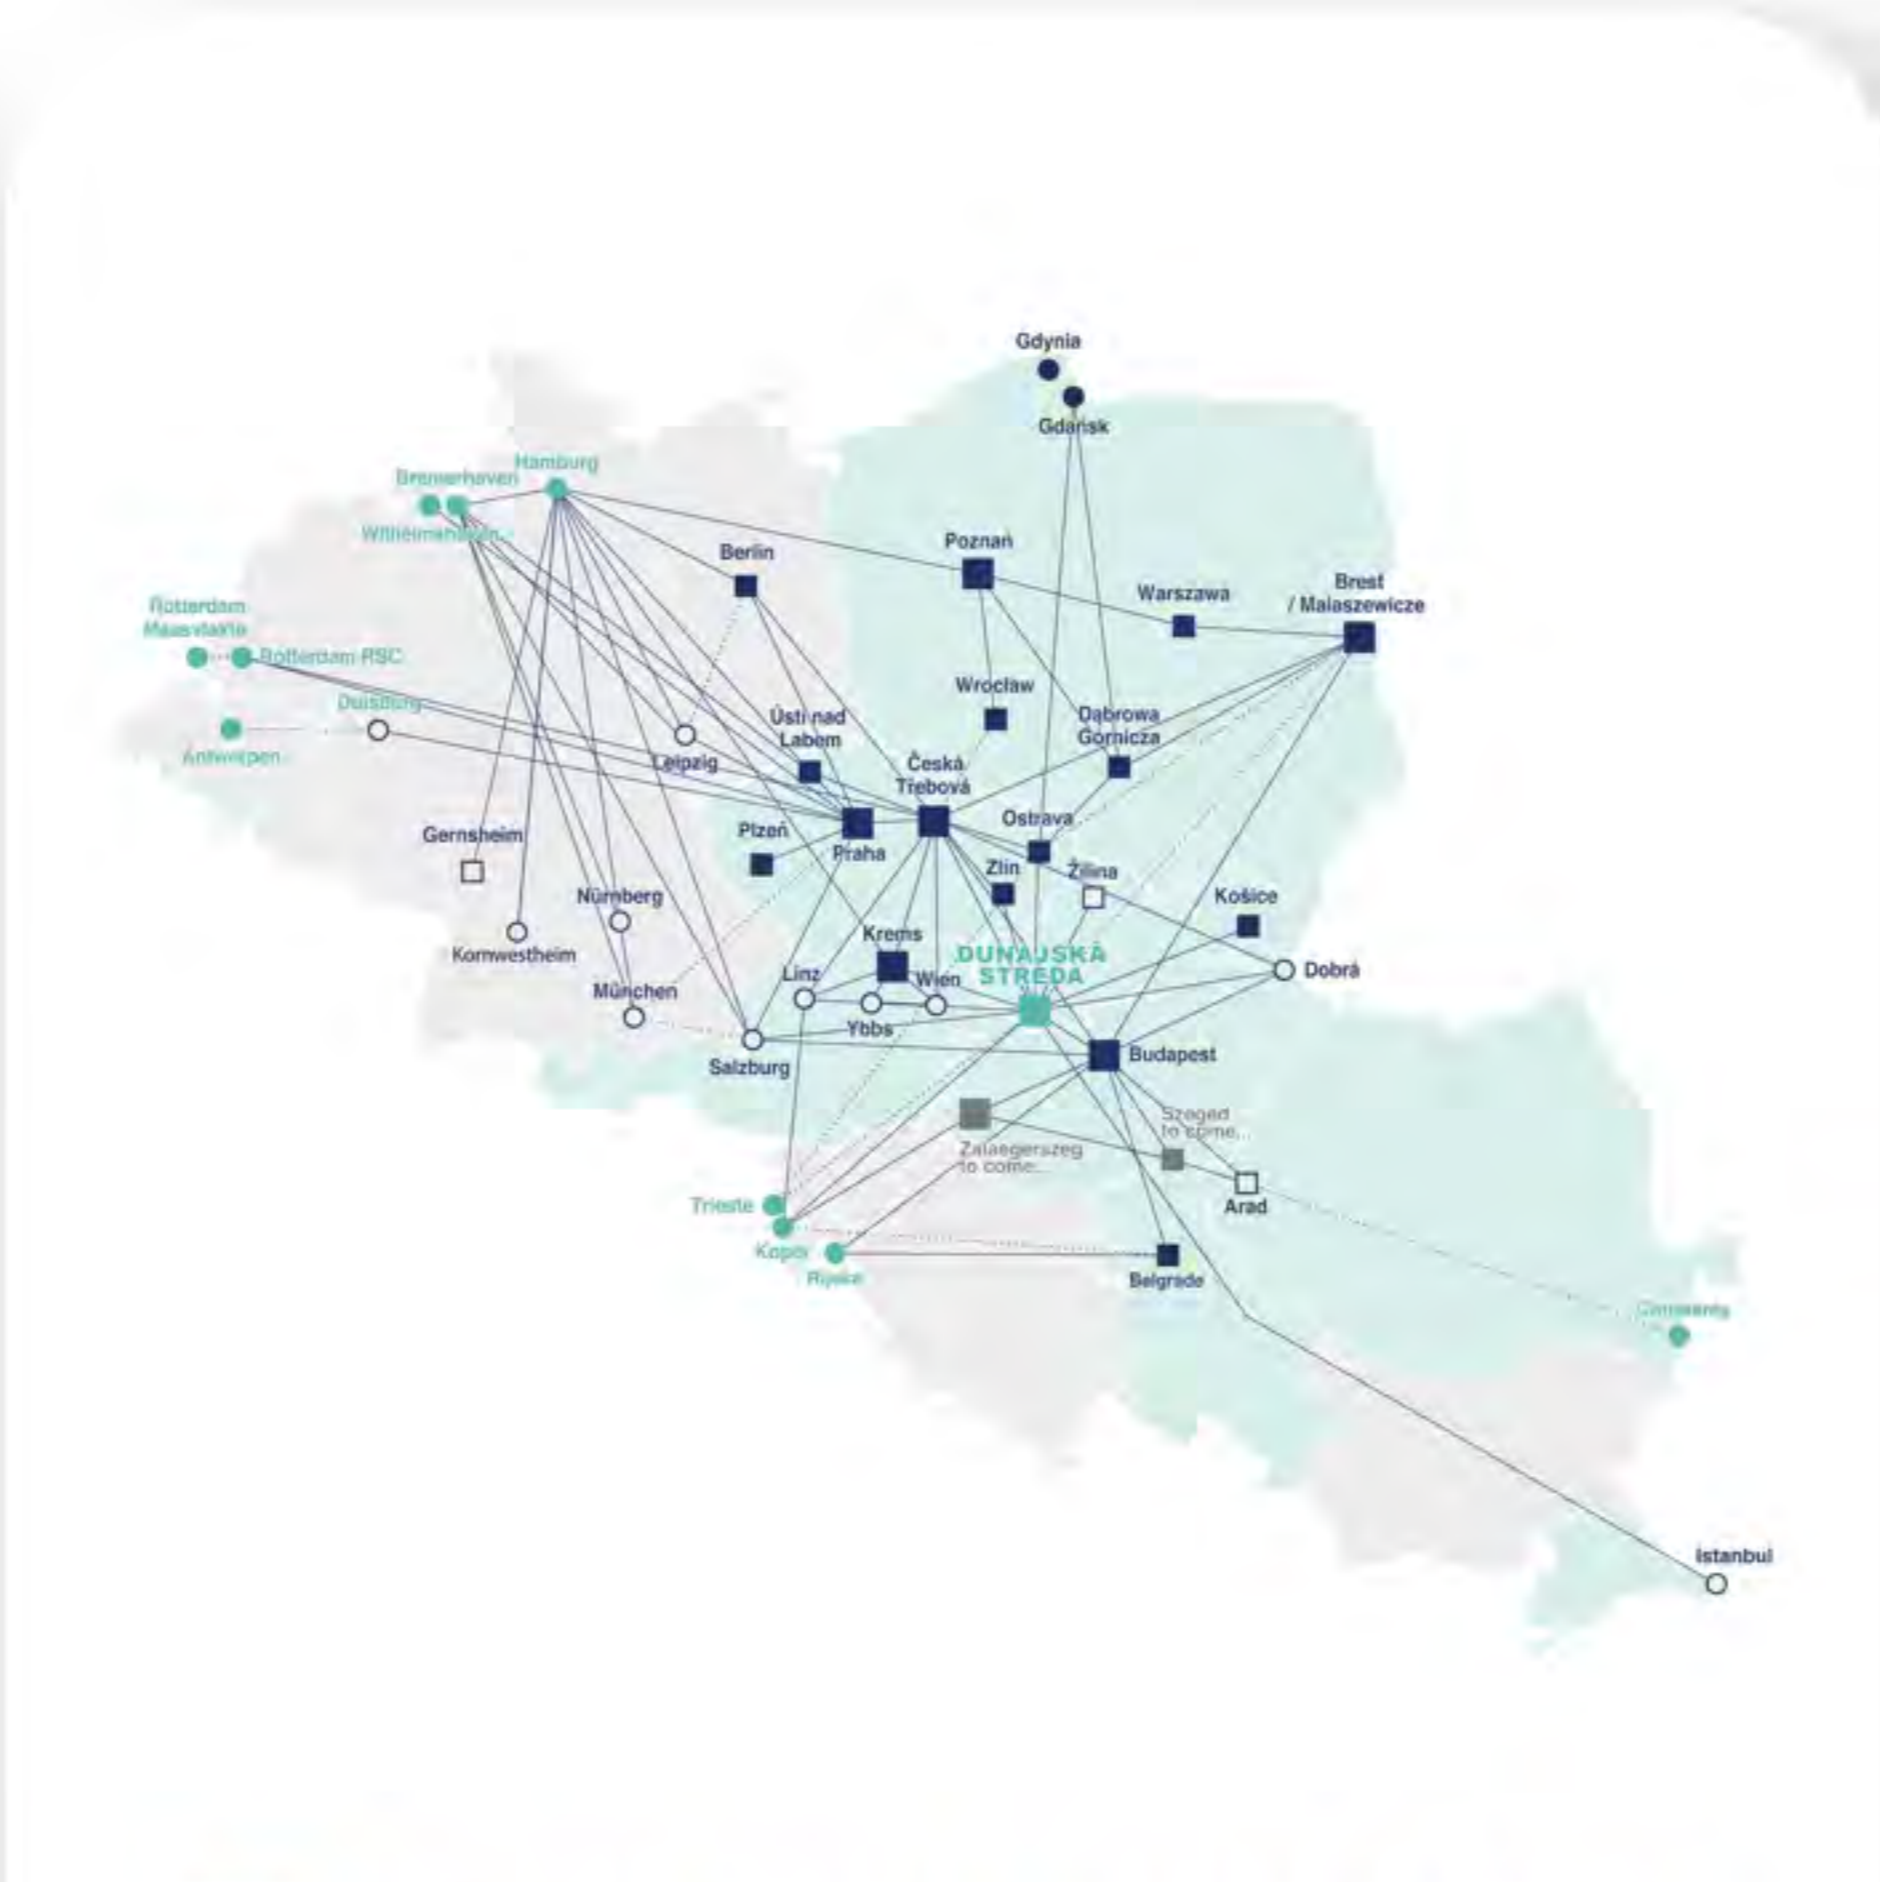 Gdynia
Gdańsk
Hamburg
Bremerhaven
Wilhelmshaven
Berlin
Poznań
Warszawa
Brest
/ Malaszewicze
Rotterdam
Maasvlakte
Rotterdam RSC
Duisburg
Antwerpen
Leipzig
Ústí nad
Labem
Wrocław
Dąbrowa
Górnicza
Česká
Třebová
Gernsheim
Plzeň
Praha
Ostrava
Zlín
Žilina
Košice
Nürnberg
Kornwestheim
München
Krems
Linz
Wien
DUNAJSKÁ
STREDA
Dobrá
Ybbs
Salzburg
Budapest
Szeged
to come...
Zalaegerszeg
to come...
Trieste
Koper
Rijeka
Arad
Belgrade
Istanbul